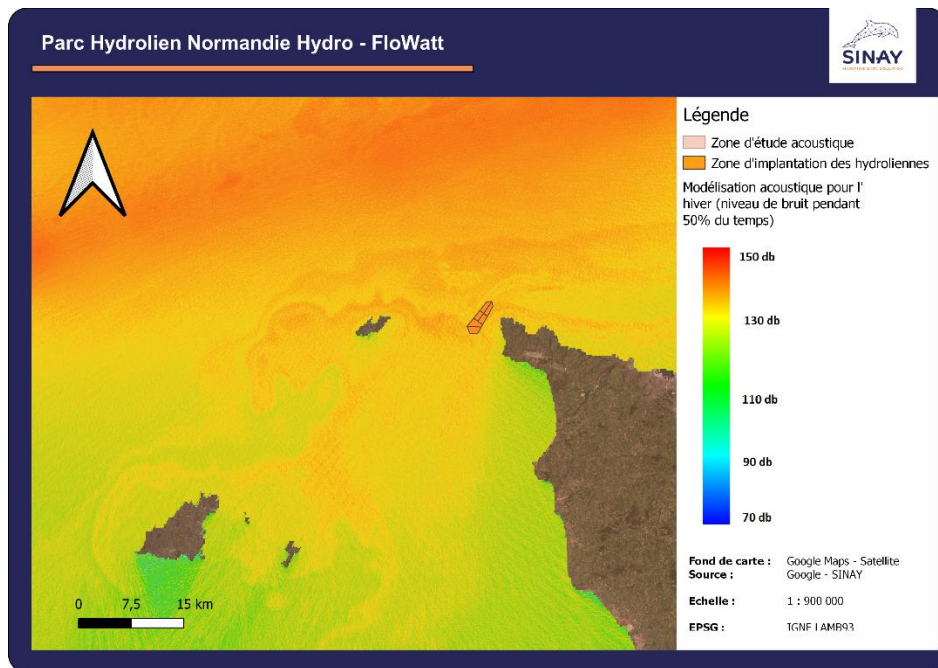 Parc Hydrolien Normandie Hydro - FloWatt
SINAY
Légende
Zone d'étude acoustique
Zone d'implantation des hydroliennes
Modélisation acoustique pour l'
hiver (niveau de bruit pendant
50% du temps)
150 db
130 db
110 db
90 db
70 db
0 7,5 15 km
Fond de carte : Google Maps - Satellite
Source : Google - SINAY
Echelle : 1 : 900 000
EPSG : IGNF LAMB93